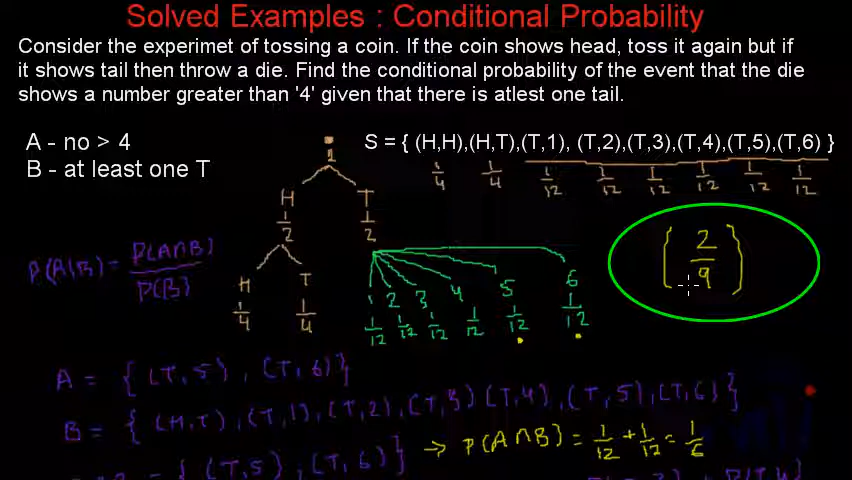 Solved Examples : Conditional Probability
Consider the experimet of tossing a coin. If the coin shows head, toss it again but if
it shows tail then throw a die. Find the conditional probability of the event that the die
shows a number greater than '4' given that there is atlest one tail.
A - no > 4
B - at least one T
S = { (H,H),(H,T),(T,1), (T,2),(T,3),(T,4),(T,5),(T,6) }
1/4 1/4 1/12 1/12 1/12 1/12 1/12 1/12
1
H T
1/2 1/2
P(A|B) = P(A∩B)/P(B)
H T
1/4 1/4
1 2 3 4 5 6
1/12 1/12 1/12 1/12 1/12 1/12
{2/9}
A = { (T,5) , (T,6)}
B = { (H,T) , (T,1) , (T,2) , (T,3) (T,4) , (T,5) , (T,6)}
= { (T,5) , (T,6) }
→ P(A∩B) = 1/12 + 1/12 = 1/6